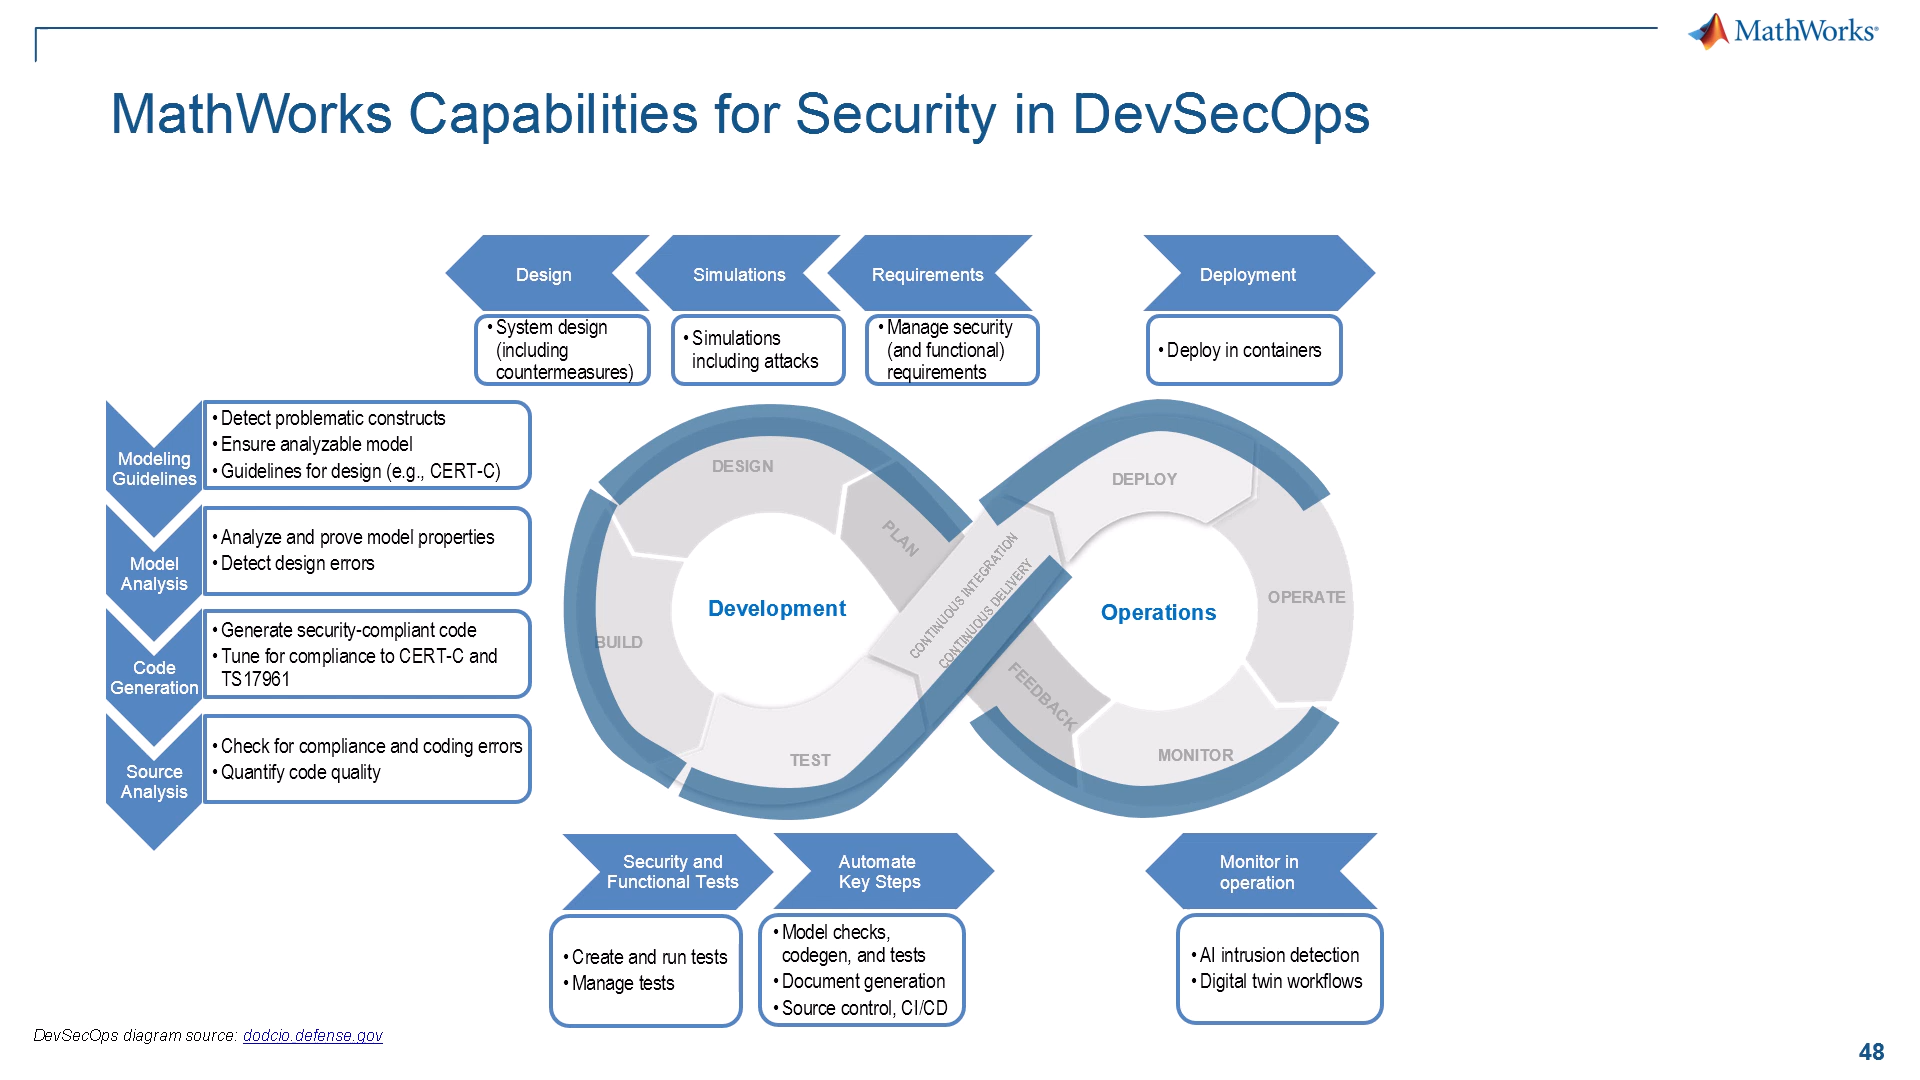 MathWorks®
MathWorks Capabilities for Security in DevSecOps
Design
Simulations
Requirements
Deployment
• System design
(including
countermeasures)
• Simulations
including attacks
• Manage security
(and functional)
requirements
• Deploy in containers
Modeling
Guidelines
• Detect problematic constructs
• Ensure analyzable model
• Guidelines for design (e.g., CERT-C)
Model
Analysis
• Analyze and prove model properties
• Detect design errors
Code
Generation
• Generate security-compliant code
• Tune for compliance to CERT-C and
TS17961
Source
Analysis
• Check for compliance and coding errors
• Quantify code quality
DESIGN
PLAN
Development
BUILD
TEST
CONTINUOUS INTEGRATION
CONTINUOUS DELIVERY
DEPLOY
Operations
OPERATE
FEEDBACK
MONITOR
Security and
Functional Tests
Automate
Key Steps
Monitor in
operation
• Create and run tests
• Manage tests
• Model checks,
codegen, and tests
• Document generation
• Source control, CI/CD
• AI intrusion detection
• Digital twin workflows
DevSecOps diagram source: dodcio.defense.gov
48